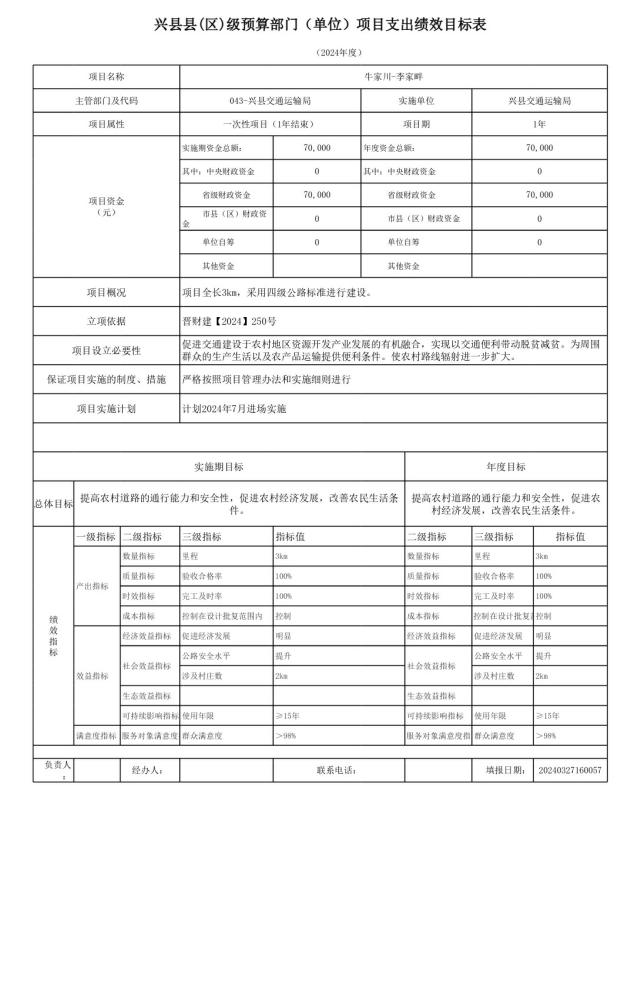 兴县县(区)级预算部门（单位）项目支出绩效目标表
（2024年度）
项目名称 牛家川-李家畔
主管部门及代码 043-兴县交通运输局 实施单位 兴县交通运输局
项目属性 一次性项目（1年结束） 项目期 1年
项目资金
（元）
实施期资金总额： 70,000 年度资金总额： 70,000
其中：中央财政资金 0 其中：中央财政资金 0
省级财政资金 70,000 省级财政资金 70,000
市县（区）财政资
金 0 市县（区）财政资金 0
单位自筹 0 单位自筹 0
其他资金 其他资金
项目概况 项目全长3km，采用四级公路标准进行建设。
立项依据 晋财建【2024】250号
项目设立必要性 促进交通建设于农村地区资源开发产业发展的有机融合，实现以交通便利带动脱贫减贫。为周围
群众的生产生活以及农产品运输提供便利条件。使农村路线辐射进一步扩大。
保证项目实施的制度、措施 严格按照项目管理办法和实施细则进行
项目实施计划 计划2024年7月进场实施
实施期目标 年度目标
总体目标 提高农村道路的通行能力和安全性，促进农村经济发展，改善农民生活条
件。
提高农村道路的通行能力和安全性，促进农
村经济发展，改善农民生活条件。
绩效指标
一级指标 二级指标 三级指标 指标值 二级指标 三级指标 指标值
产出指标
数量指标 里程 3km 数量指标 里程 3km
质量指标 验收合格率 100% 质量指标 验收合格率 100%
时效指标 完工及时率 100% 时效指标 完工及时率 100%
成本指标 控制在设计批复范围内 控制 成本指标 控制在设计批 控制
效益指标
经济效益指标 促进经济发展 明显 经济效益指标 促进经济发展 明显
社会效益指标 公路安全水平 提升 社会效益指标 公路安全水平 提升
涉及村庄数 2km 涉及村庄数 2km
生态效益指标 生态效益指标
可持续影响指标 使用年限 ≥15年 可持续影响指标 使用年限 ≥15年
满意度指标 服务对象满意度 群众满意度 ＞98% 服务对象满意度指 群众满意度 ＞98%
负责人
： 经办人： 联系电话： 填报日期： 20240327160057